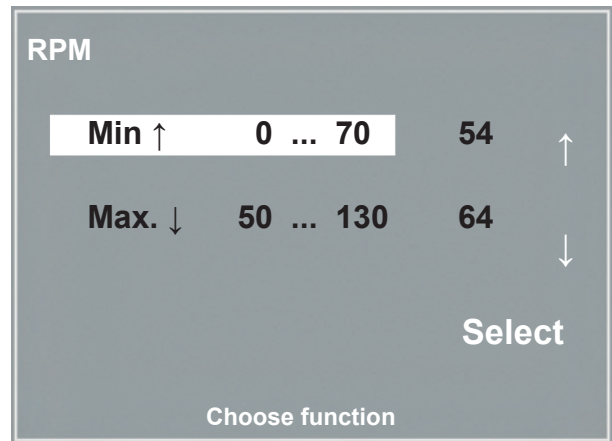 RPM
Min ↑ 0 ... 70 54 ↑
Max. ↓ 50 ... 130 64
↓
Select
Choose function